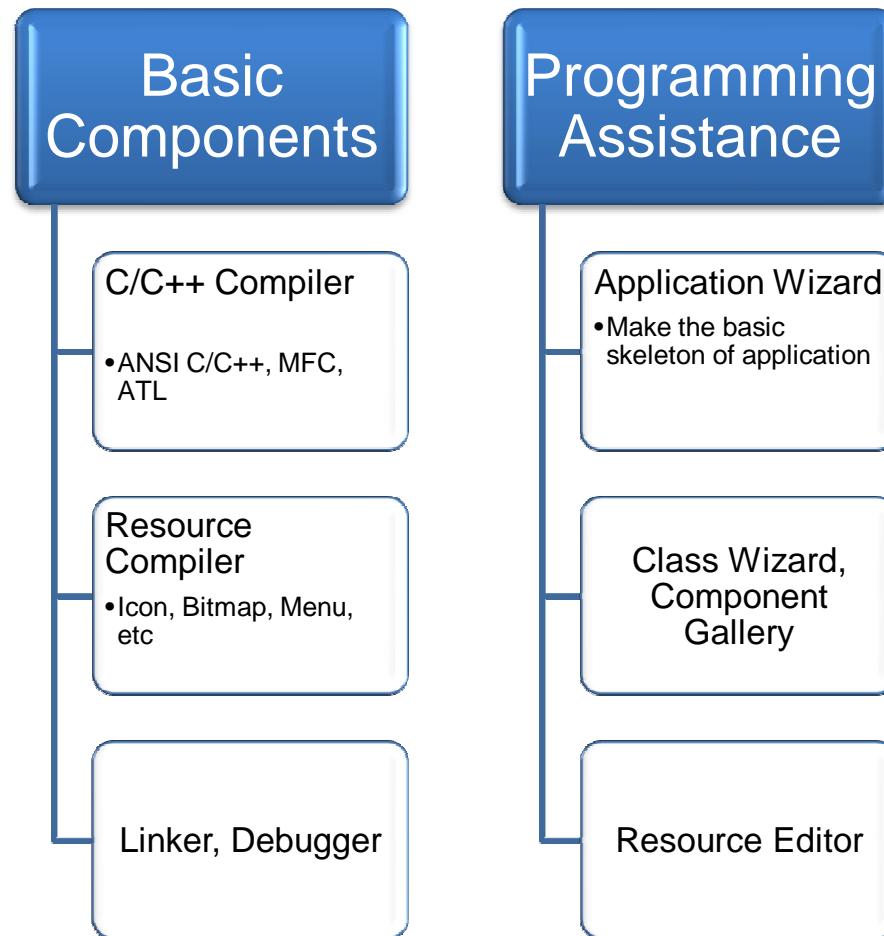 Basic
Components
C/C++ Compiler
•ANSI C/C++, MFC,
ATL
Resource
Compiler
•Icon, Bitmap, Menu,
etc
Linker, Debugger
Programming
Assistance
Application Wizard
•Make the basic
skeleton of application
Class Wizard,
Component
Gallery
Resource Editor